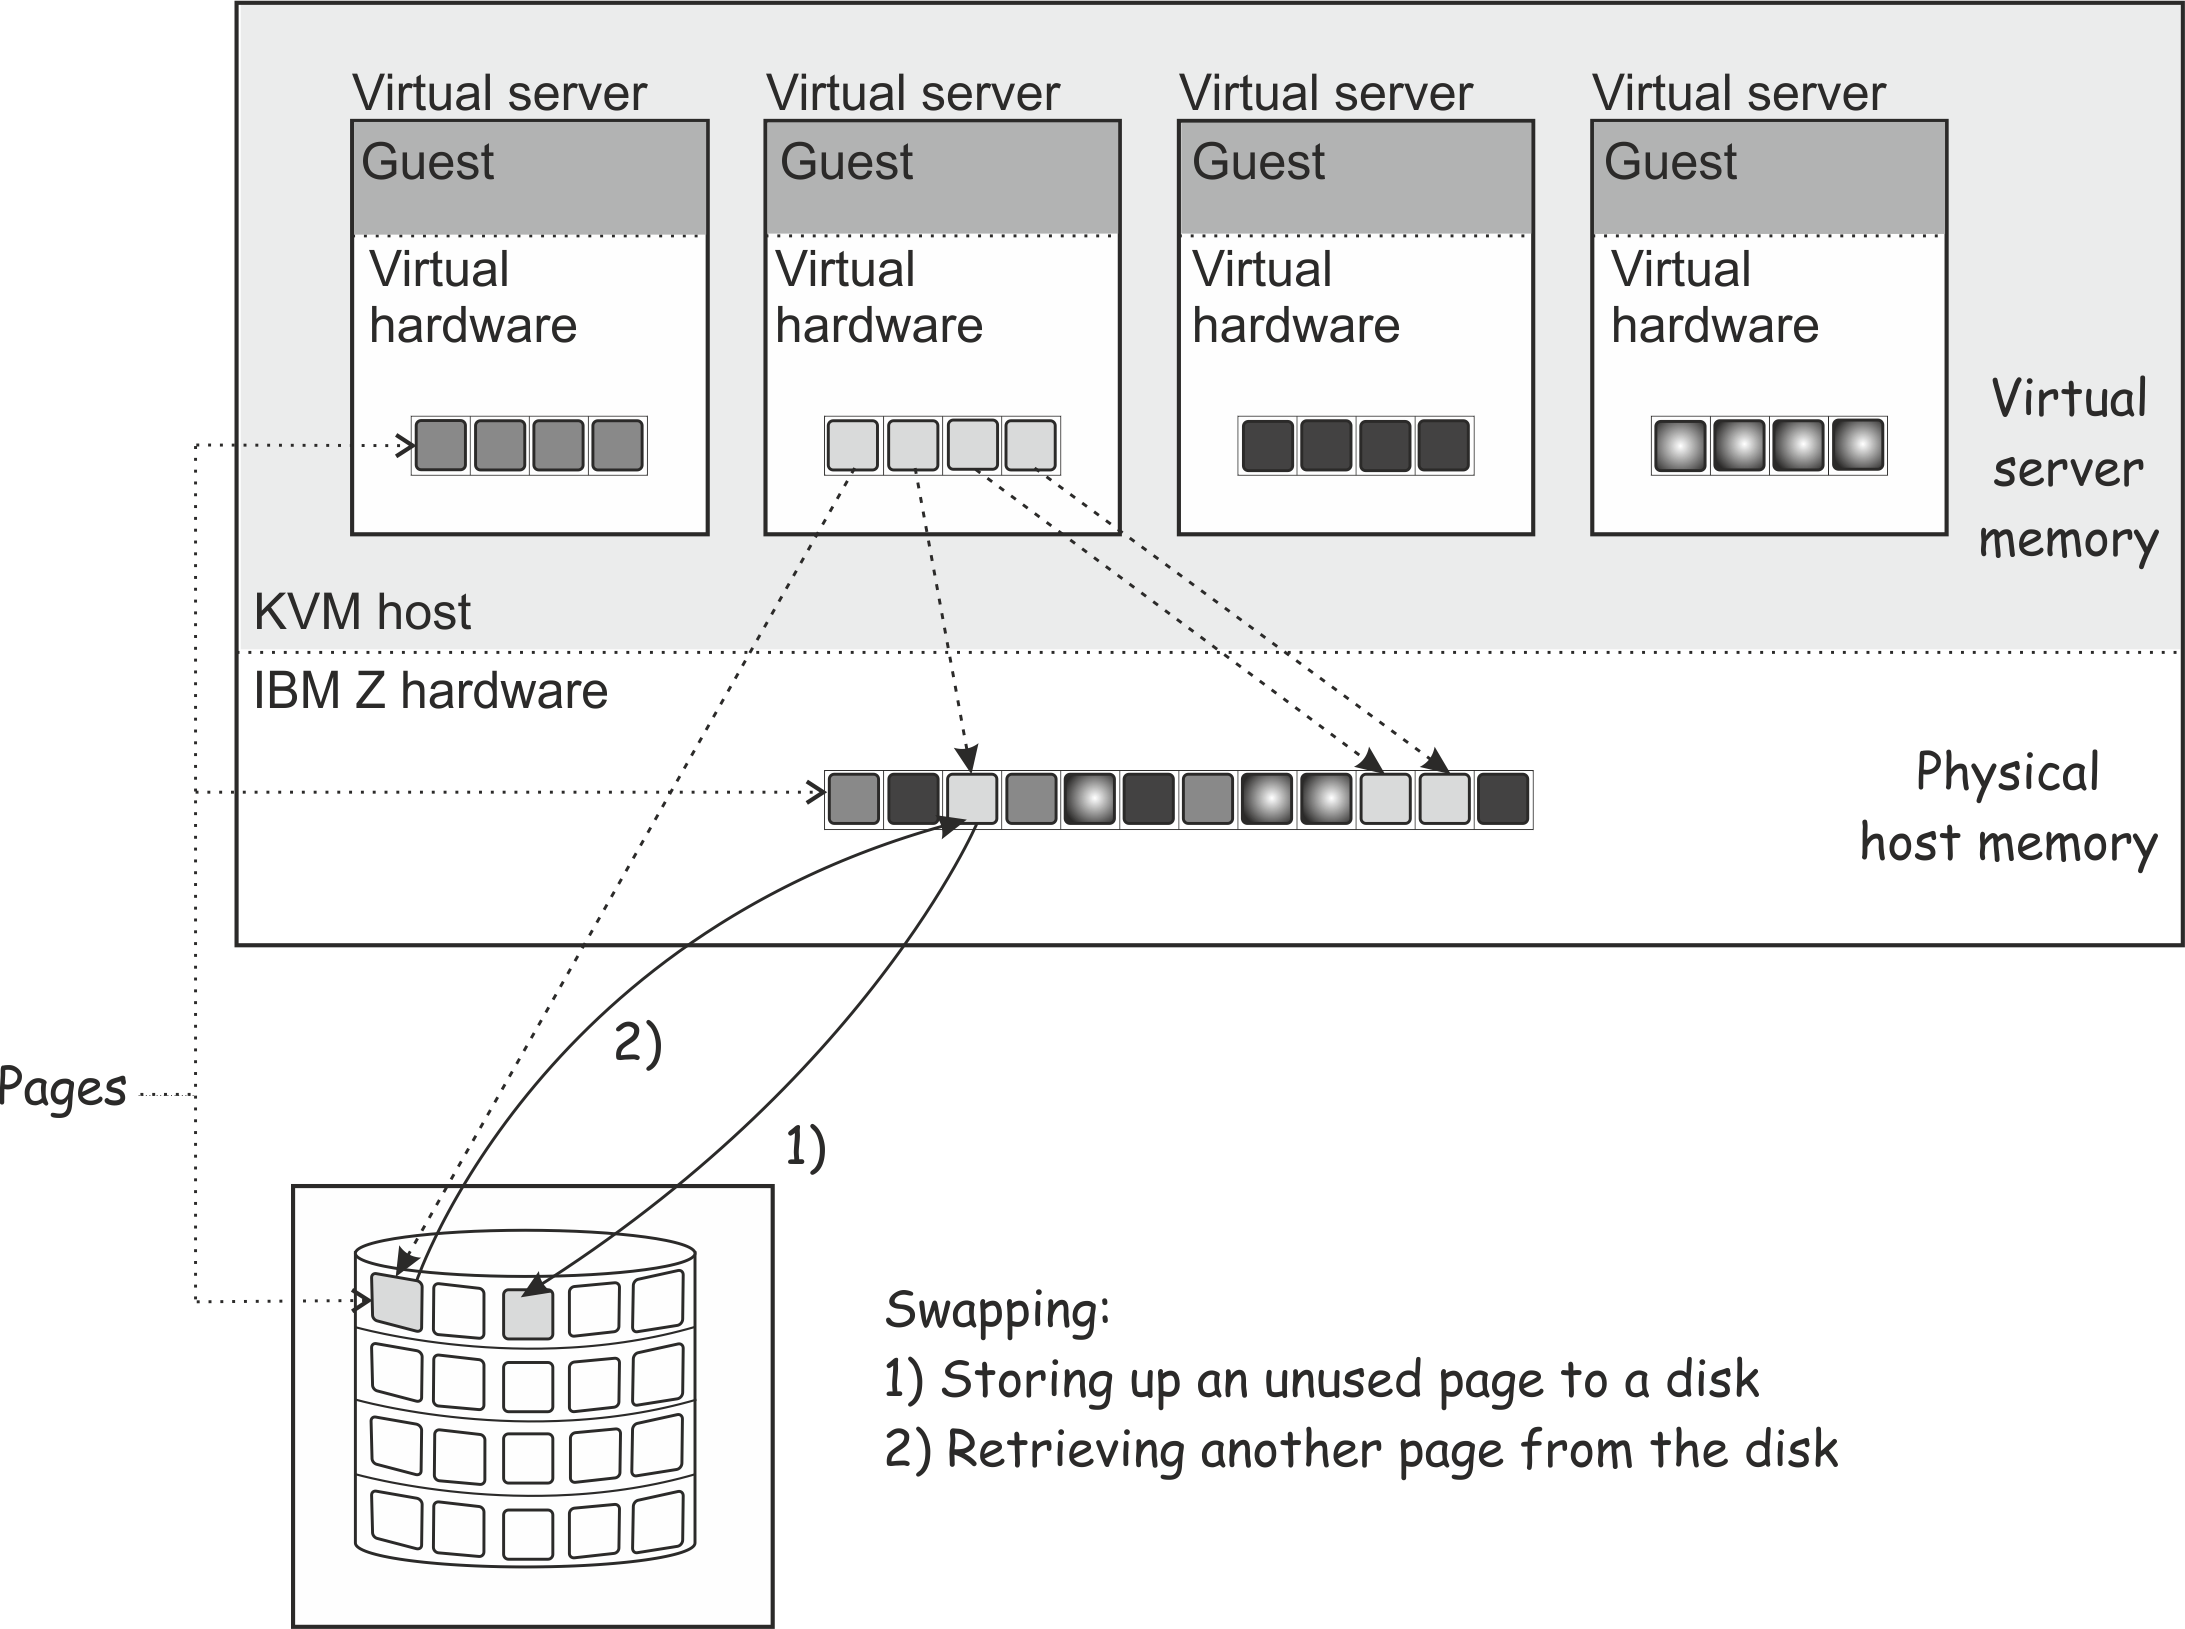 Virtual server
Virtual server
Virtual server
Virtual server
Guest
Guest
Guest
Guest
Virtual
hardware
Virtual
hardware
Virtual
hardware
Virtual
hardware
Virtual
server
memory
KVM host
IBM Z hardware
Physical
host memory
2)
Pages
1)
Swapping:
1) Storing up an unused page to a disk
2) Retrieving another page from the disk